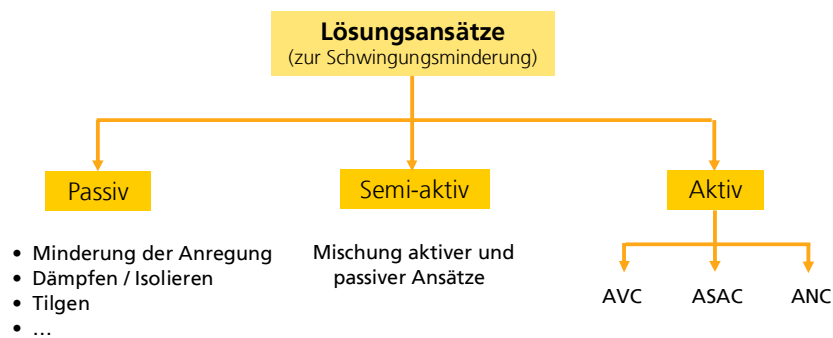 Lösungsansätze
(zur Schwingungsminderung)
Passiv
Semi-aktiv
Aktiv
• Minderung der Anregung
• Dämpfen / Isolieren
• Tilgen
• ...
Mischung aktiver und
passiver Ansätze
AVC ASAC ANC